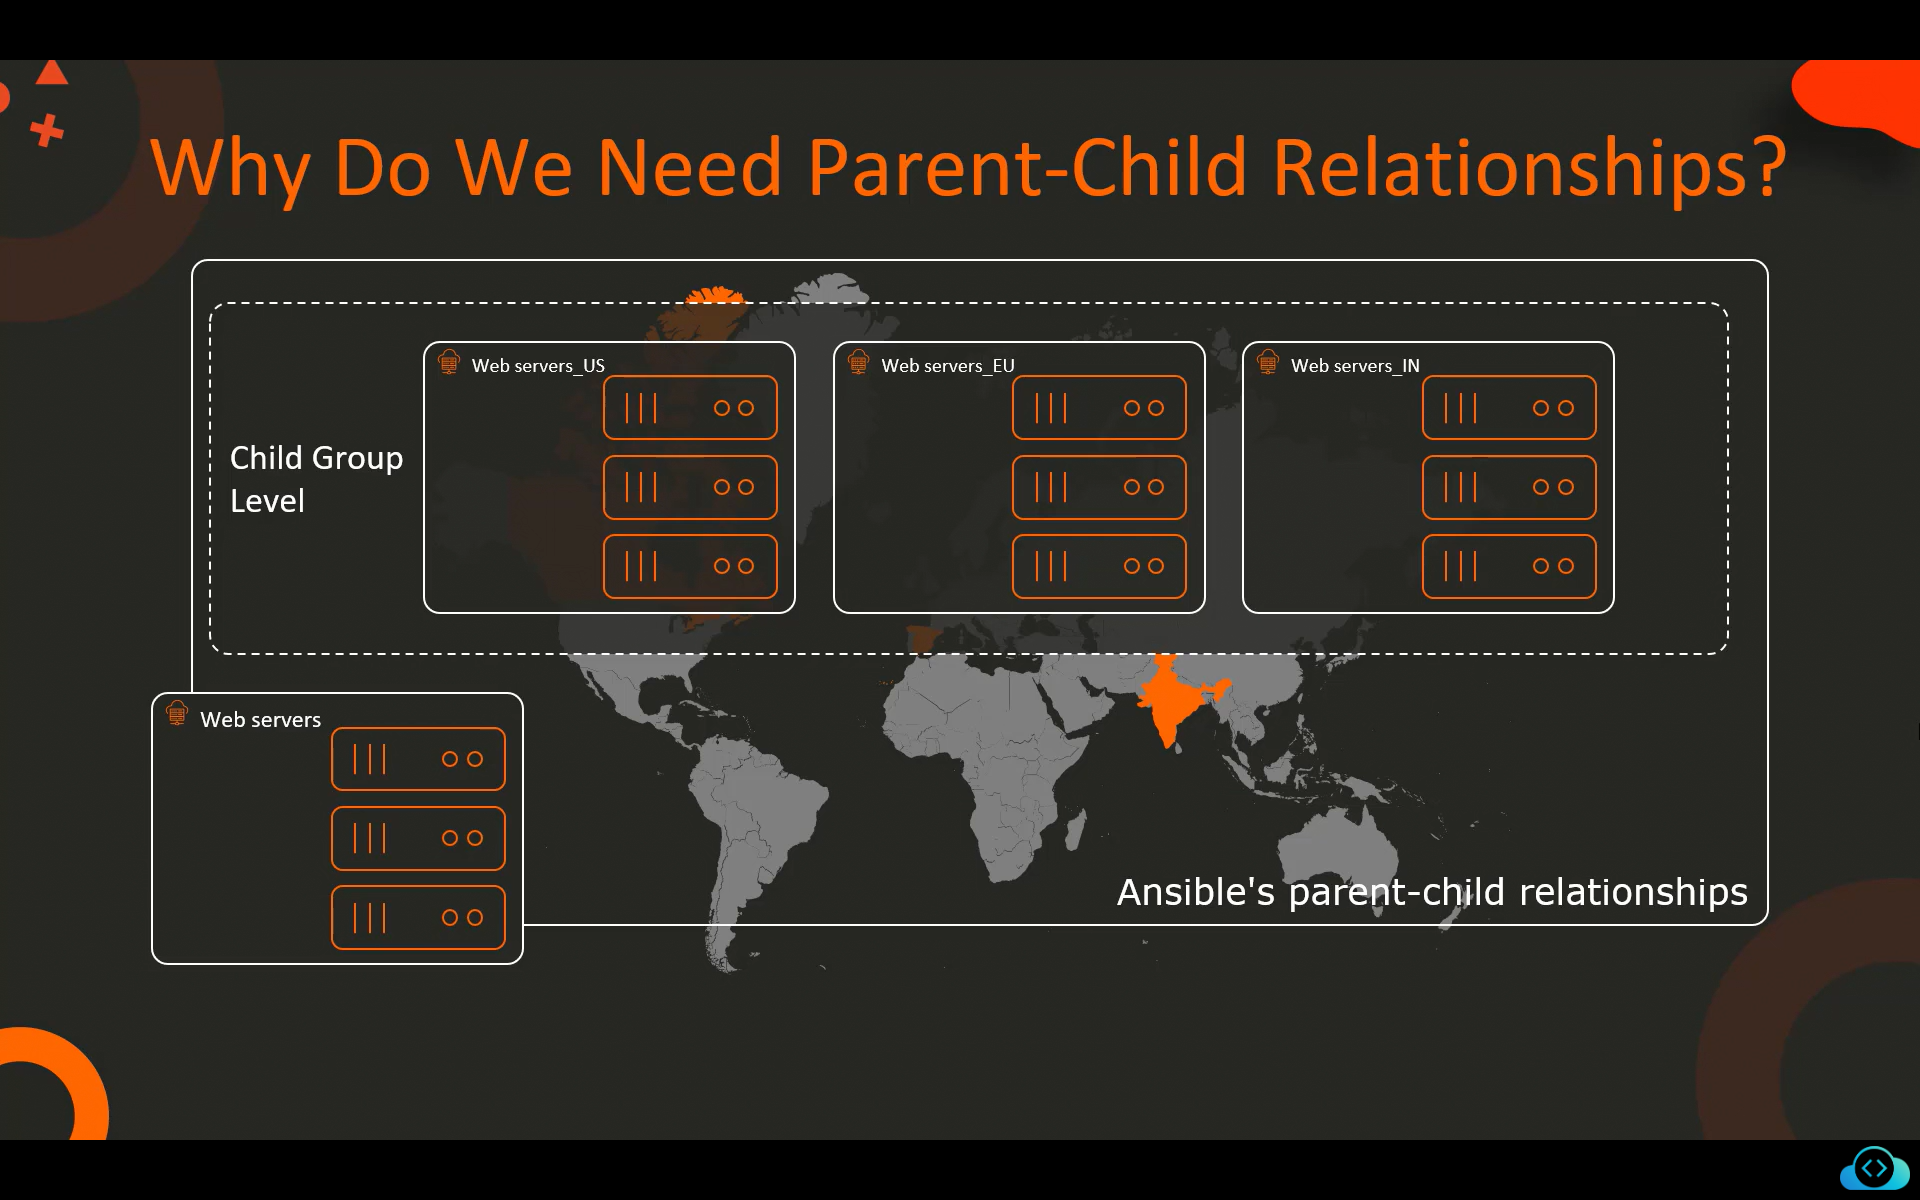 Why Do We Need Parent-Child Relationships?
Web servers_US
Web servers_EU
Web servers_IN
Child Group
Level
Web servers
Ansible's parent-child relationships